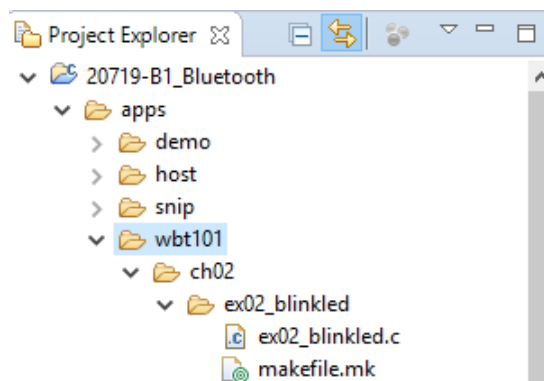 Project Explorer
20719-B1_Bluetooth
apps
demo
host
snip
wbt101
ch02
ex02_blinkled
ex02_blinkled.c
makefile.mk